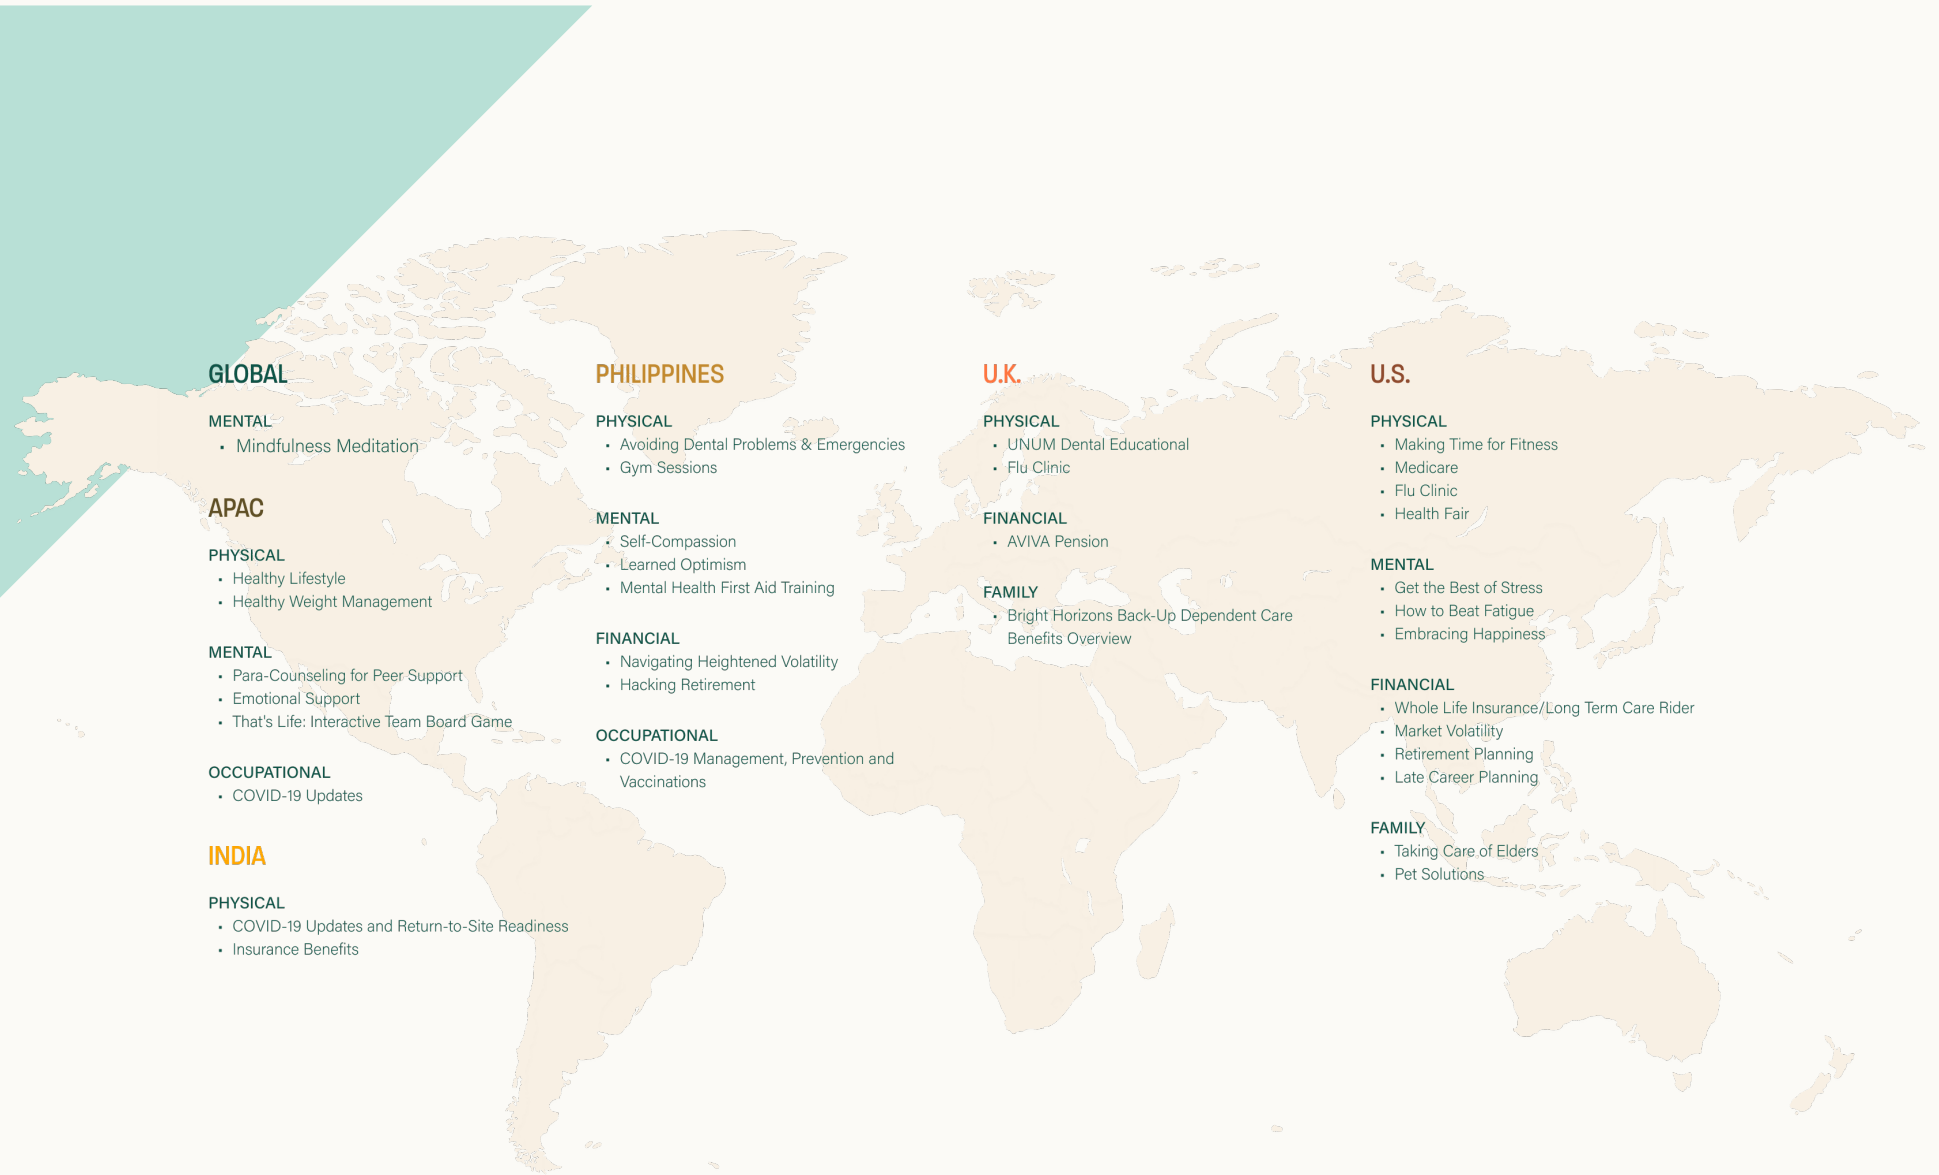 GLOBAL
MENTAL
▪ Mindfulness Meditation
APAC
PHYSICAL
▪ Healthy Lifestyle
▪ Healthy Weight Management
MENTAL
▪ Para-Counseling for Peer Support
▪ Emotional Support
▪ That's Life: Interactive Team Board Game
OCCUPATIONAL
▪ COVID-19 Updates
INDIA
PHYSICAL
▪ COVID-19 Updates and Return-to-Site Readiness
▪ Insurance Benefits
PHILIPPINES
PHYSICAL
▪ Avoiding Dental Problems & Emergencies
▪ Gym Sessions
MENTAL
▪ Self-Compassion
▪ Learned Optimism
▪ Mental Health First Aid Training
FINANCIAL
▪ Navigating Heightened Volatility
▪ Hacking Retirement
OCCUPATIONAL
▪ COVID-19 Management, Prevention and
Vaccinations
U.K.
PHYSICAL
▪ UNUM Dental Educational
▪ Flu Clinic
FINANCIAL
▪ AVIVA Pension
FAMILY
▪ Bright Horizons Back-Up Dependent Care
Benefits Overview
U.S.
PHYSICAL
▪ Making Time for Fitness
▪ Medicare
▪ Flu Clinic
▪ Health Fair
MENTAL
▪ Get the Best of Stress
▪ How to Beat Fatigue
▪ Embracing Happiness
FINANCIAL
▪ Whole Life Insurance/Long Term Care Rider
▪ Market Volatility
▪ Retirement Planning
▪ Late Career Planning
FAMILY
▪ Taking Care of Elders
▪ Pet Solutions